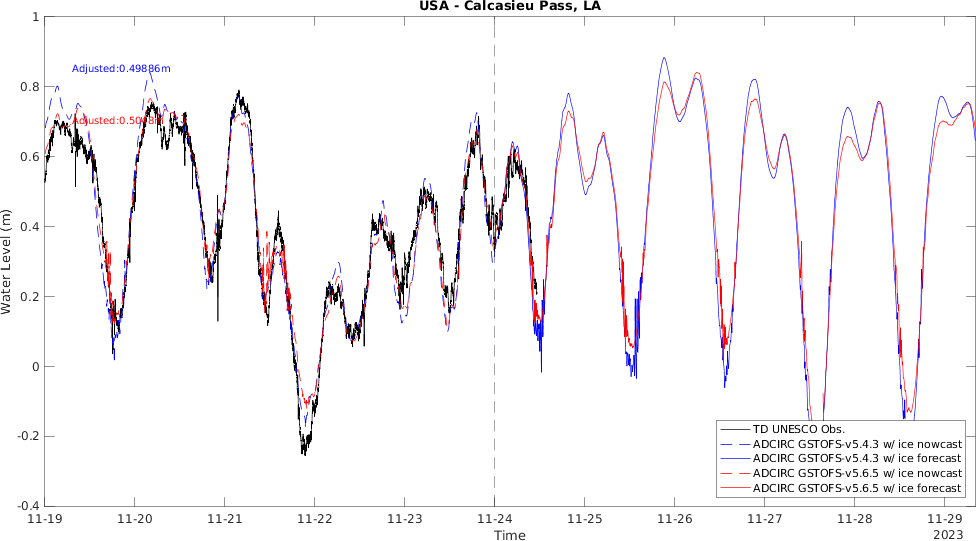 USA - Calcasieu Pass, LA
1
0.8
0.6
0.4
0.2
0
-0.2
-0.4
Water Level (m)
Adjusted:0.49886m
TD UNESCO Obs.
ADCIRC GSTOFS-v5.4.3 w/ ice nowcast
ADCIRC GSTOFS-v5.4.3 w/ ice forecast
ADCIRC GSTOFS-v5.6.5 w/ ice nowcast
ADCIRC GSTOFS-v5.6.5 w/ ice forecast
11-19 11-20 11-21 11-22 11-23 11-24 11-25 11-26 11-27 11-28 11-29
Time
2023